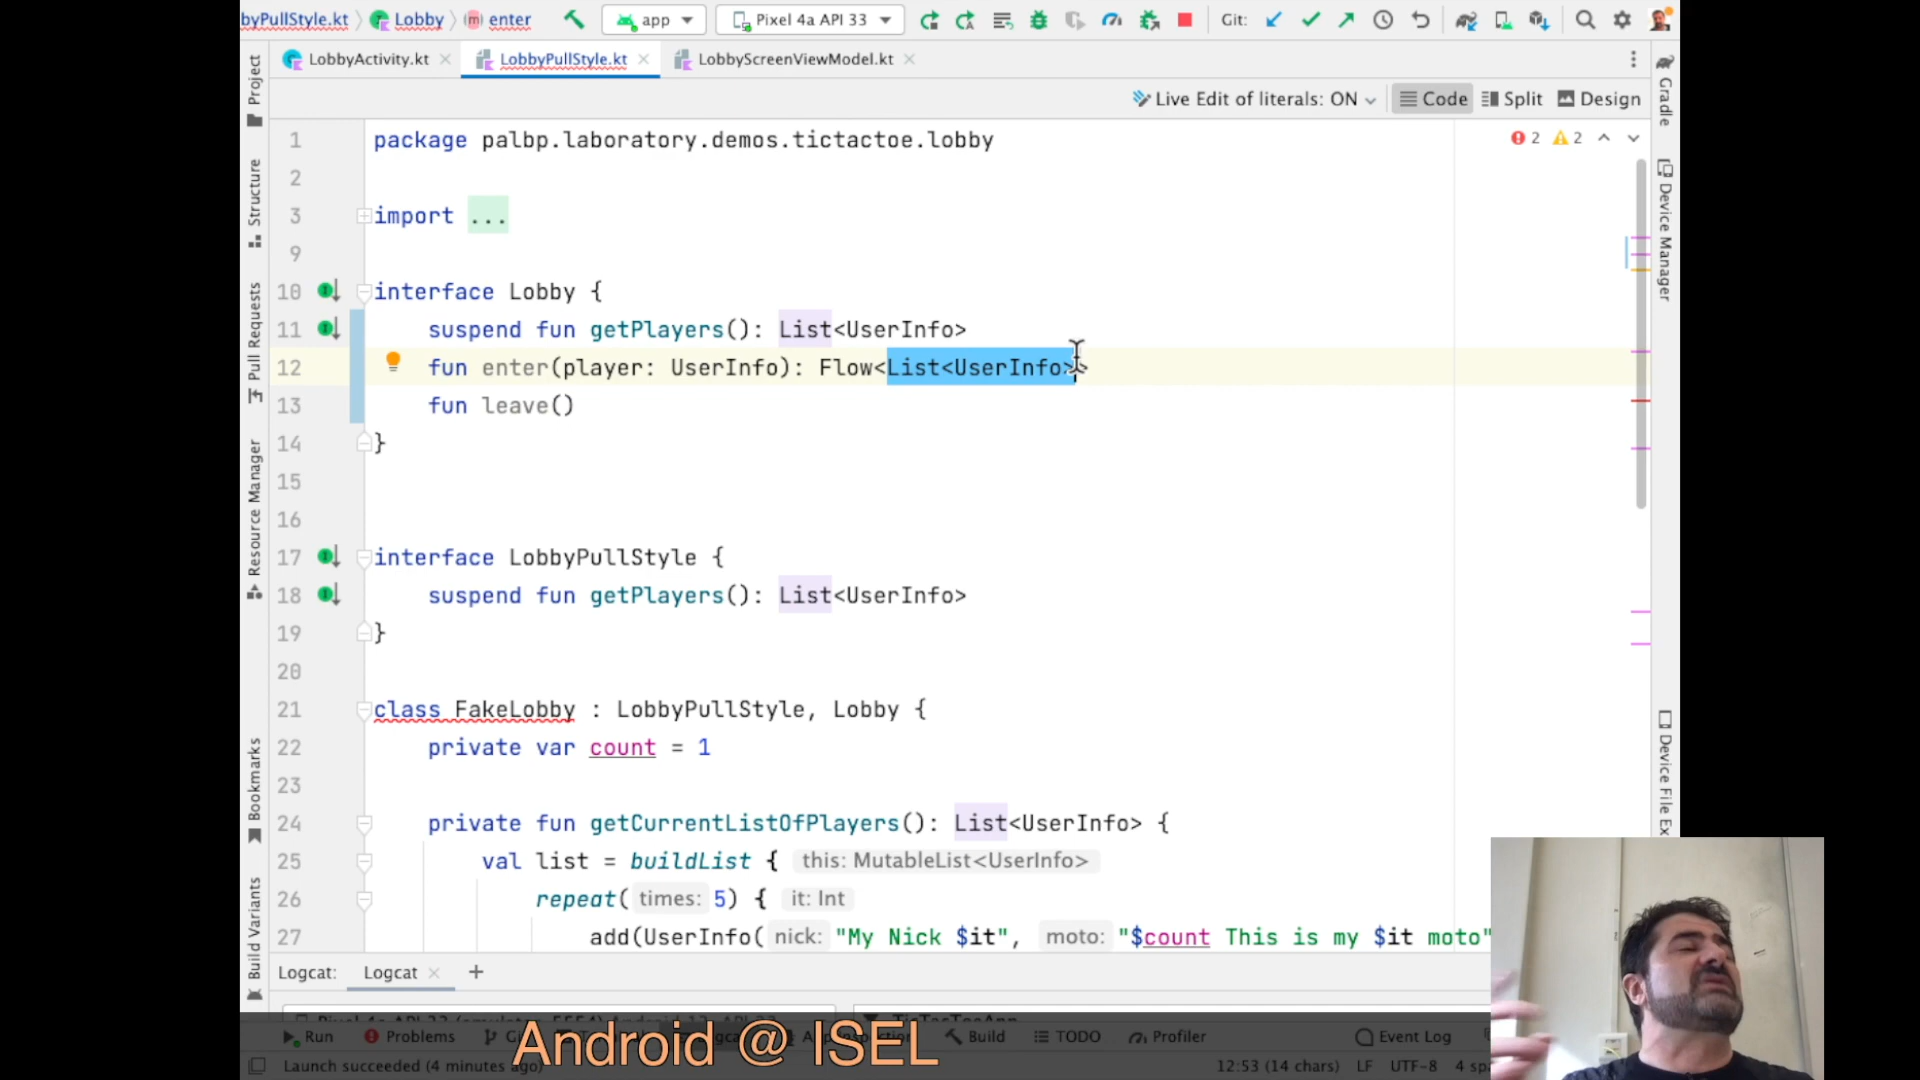 byPullStyle.kt Lobby enter app Pixel 4a API 33 Git:
LobbyActivity.kt LobbyPullStyle.kt LobbyScreenViewModel.kt
Live Edit of literals: ON Code Split Design
Project
Structure
Pull Requests
Resource Manager
Bookmarks
Build Variants
1 package palbp.laboratory.demos.tictactoe.lobby
2 2 2
3 import ...
9
10 interface Lobby {
11 suspend fun getPlayers(): List<UserInfo>
12 fun enter(player: UserInfo): Flow<List<UserInfo>>
13 fun leave()
14 }
15
16
17 interface LobbyPullStyle {
18 suspend fun getPlayers(): List<UserInfo>
19 }
20
21 class FakeLobby : LobbyPullStyle, Lobby {
22 private var count = 1
23
24 private fun getCurrentListOfPlayers(): List<UserInfo> {
25 val list = buildList { this: MutableList<UserInfo>
26 repeat( times: 5) { it: Int
27 add(UserInfo( nick: "My Nick $it", moto: "$count This is my $it moto"
Gradle
Device Manager
Device File Ex
Logcat: Logcat +
Run Problems Build TODO Profiler Event Log
Android @ ISEL
Launch succeeded (4 minutes ago) 12:53 (14 chars) LF UTF-8 4 spa